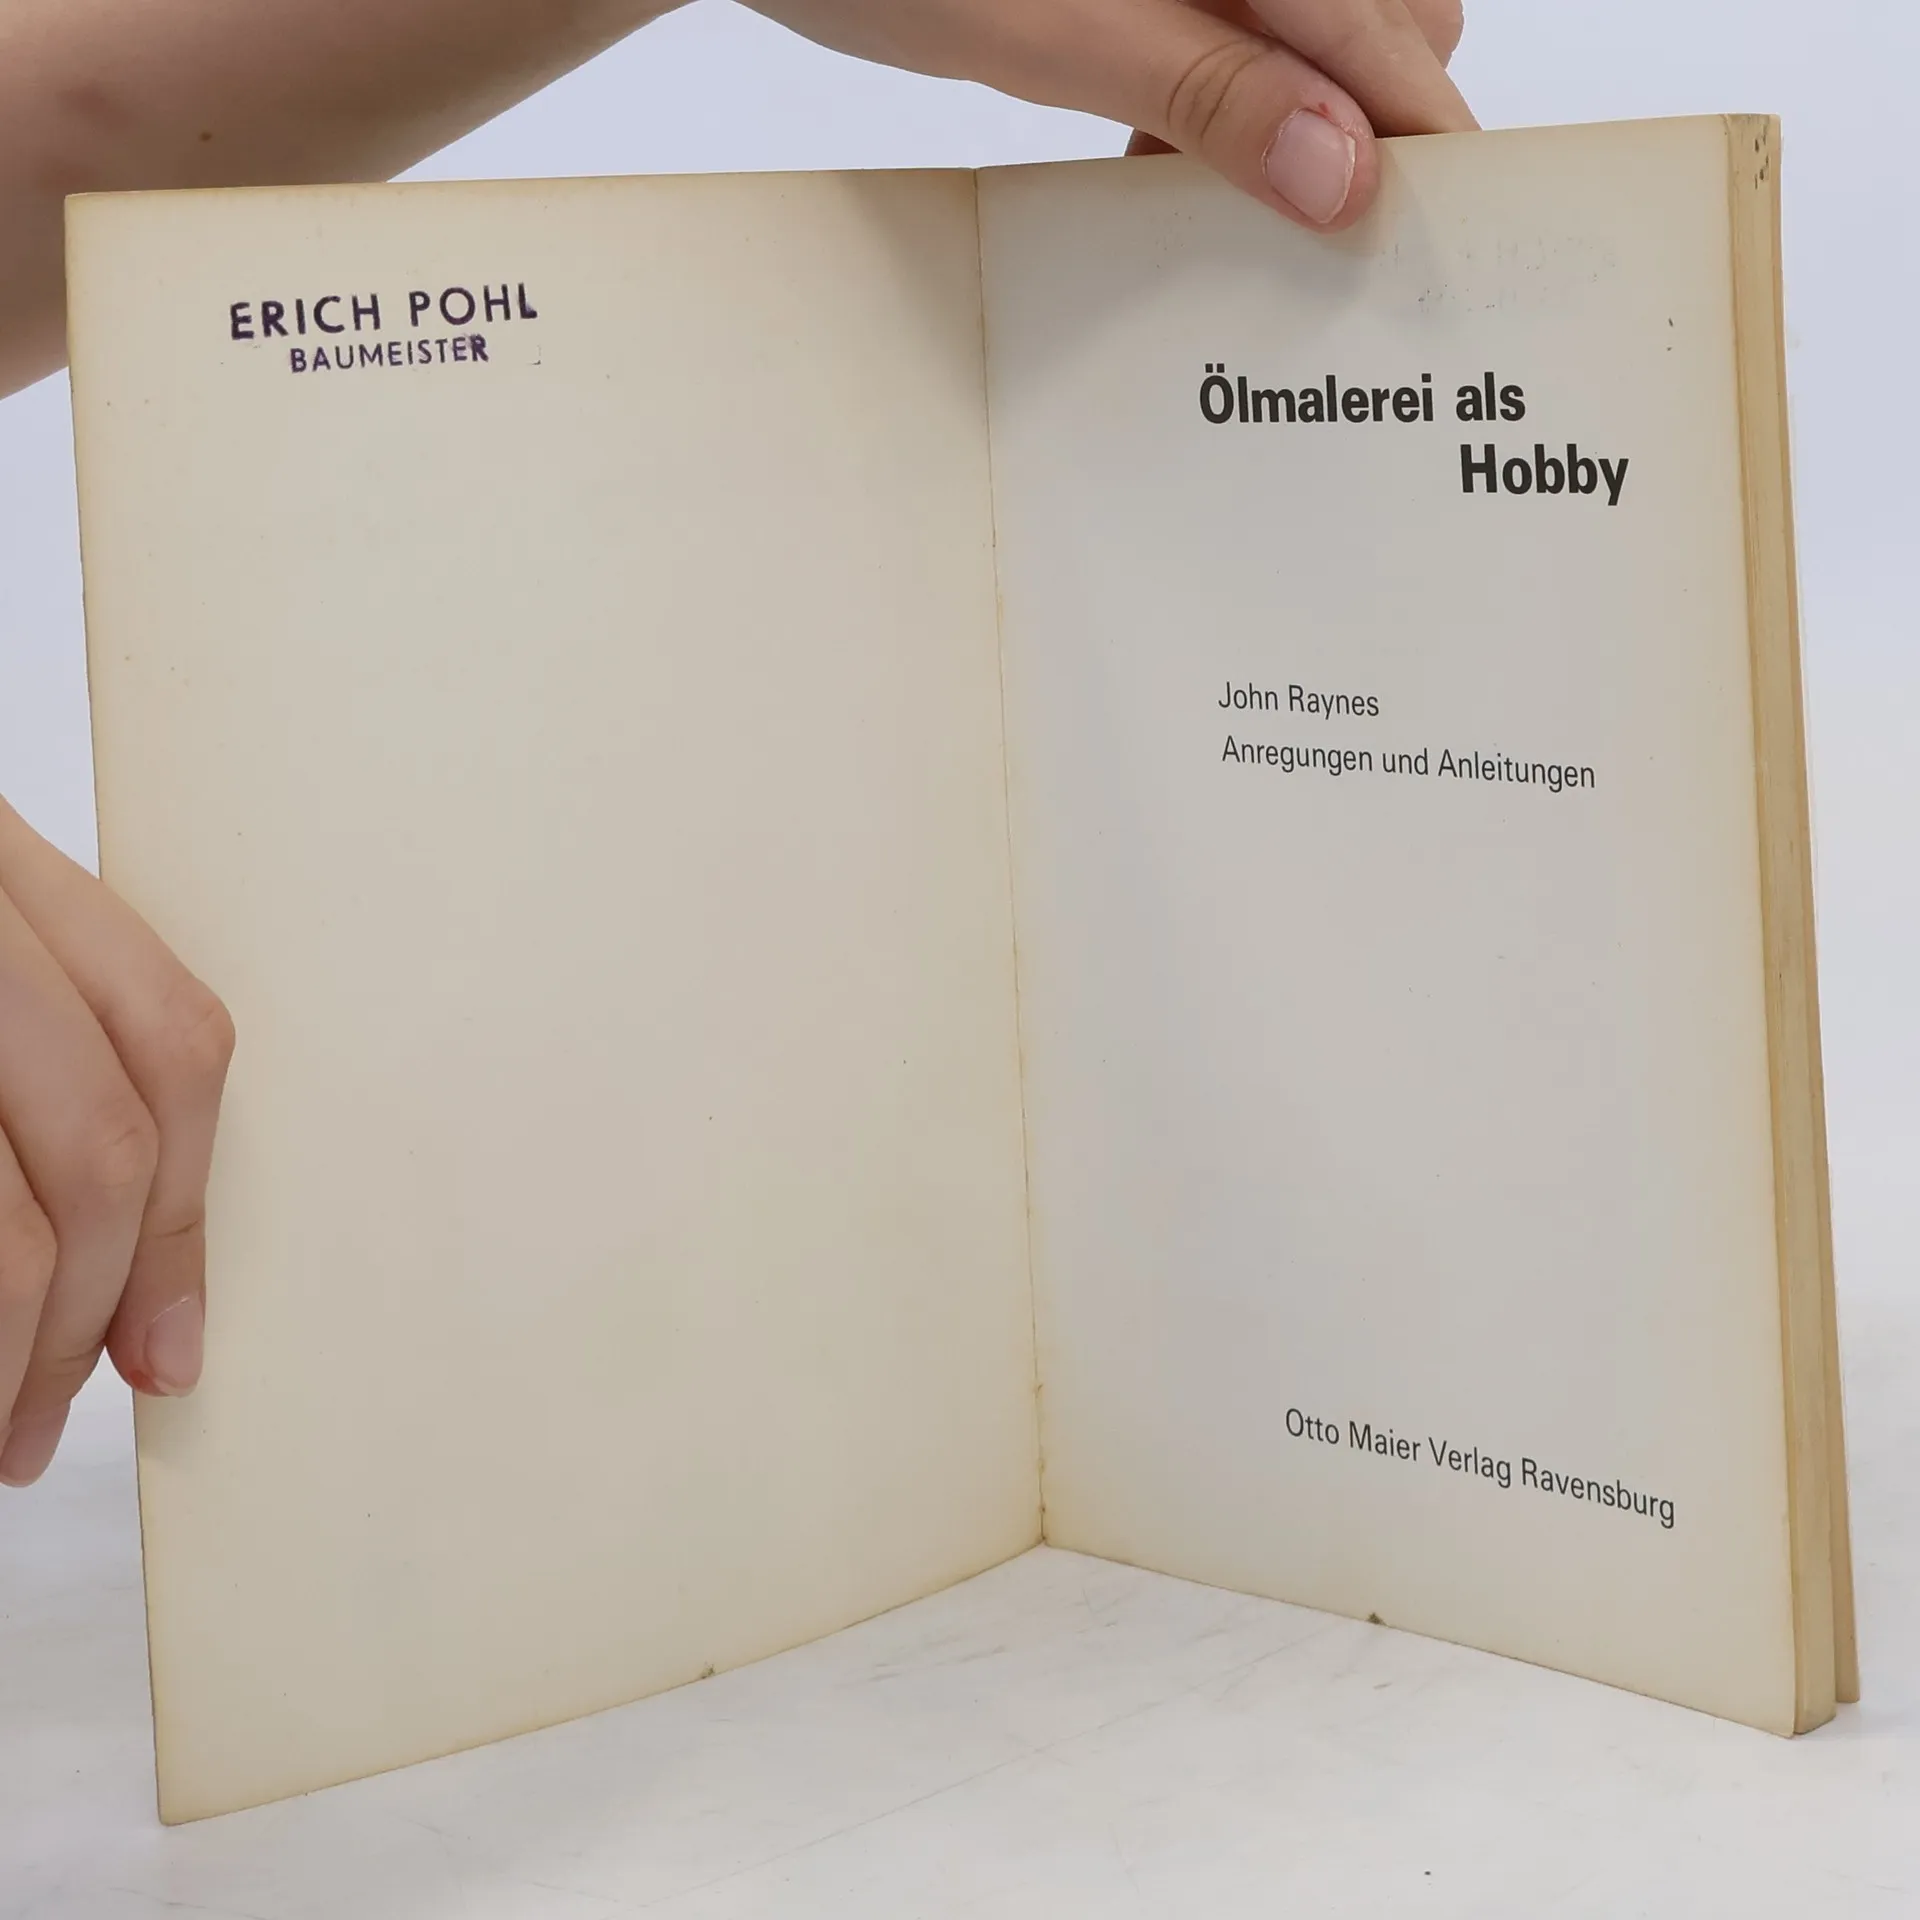 ERICH POHL
BAUMEISTER
Ölmalerei als
Hobby
John Raynes
Anregungen und Anleitungen
Otto Maier Verlag Ravensburg